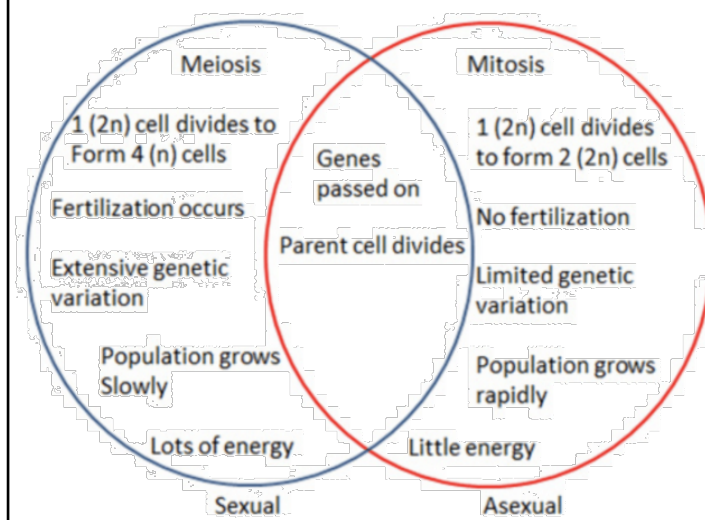 Meiosis
1 (2n) cell divides to
Form 4 (n) cells
Fertilization occurs
Extensive genetic
variation
Population grows
Slowly
Lots of energy
Sexual
Genes
passed on
Parent cell divides
Mitosis
1 (2n) cell divides
to form 2 (2n) cells
No fertilization
Limited genetic
variation
Population grows
rapidly
Little energy
Asexual